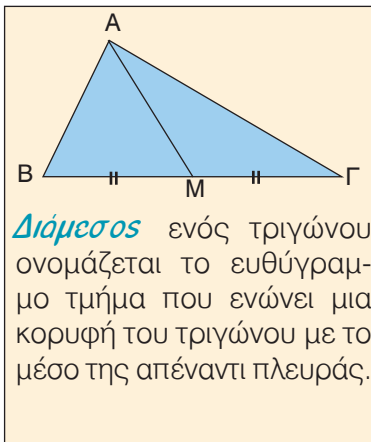 Α
Β
Μ
Γ
Διάμεσος ενός τριγώνου
ονομάζεται το ευθύγραμ-
μο τμήμα που ενώνει μια
κορυφή του τριγώνου με το
μέσο της απέναντι πλευράς.